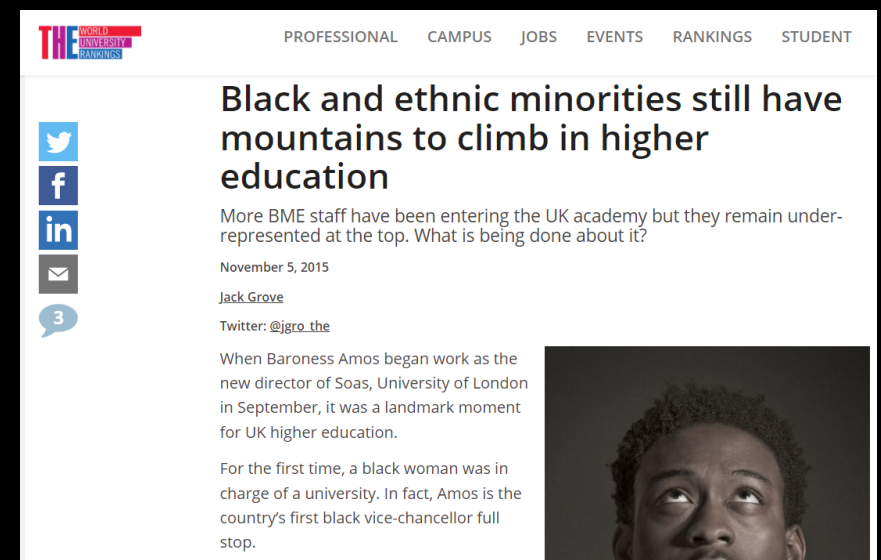 THE WORLD
UNIVERSITY
RANKINGS
PROFESSIONAL CAMPUS JOBS EVENTS RANKINGS STUDENT
Black and ethnic minorities still have
mountains to climb in higher
education
More BME staff have been entering the UK academy but they remain under-
represented at the top. What is being done about it?
November 5, 2015
Jack Grove
Twitter: @jgro_the
3
When Baroness Amos began work as the
new director of Soas, University of London
in September, it was a landmark moment
for UK higher education.
For the first time, a black woman was in
charge of a university. In fact, Amos is the
country's first black vice-chancellor full
stop.